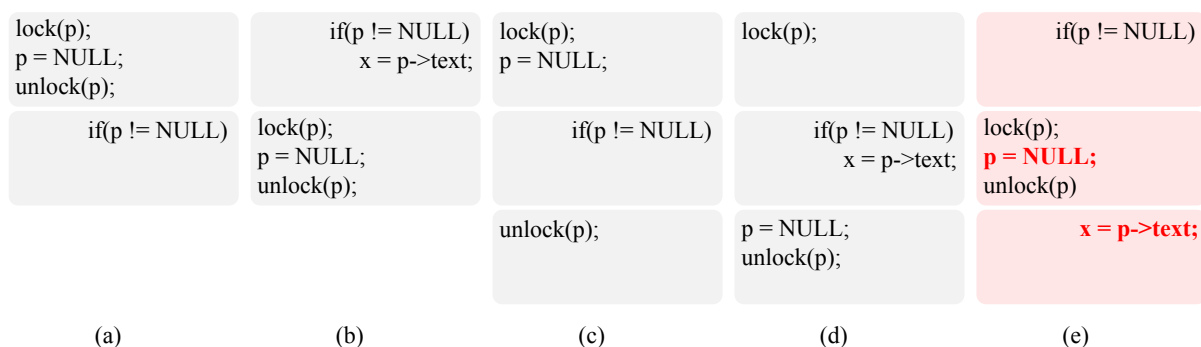 lock(p);
p = NULL;
unlock(p);
if(p != NULL)
(a)
if(p != NULL)
x = p->text;
lock(p);
p = NULL;
unlock(p);
(b)
lock(p);
p = NULL;
if(p != NULL)
unlock(p);
(c)
lock(p);
if(p != NULL)
x = p->text;
p = NULL;
unlock(p);
(d)
if(p != NULL)
lock(p);
p = NULL;
unlock(p)
x = p->text;
(e)